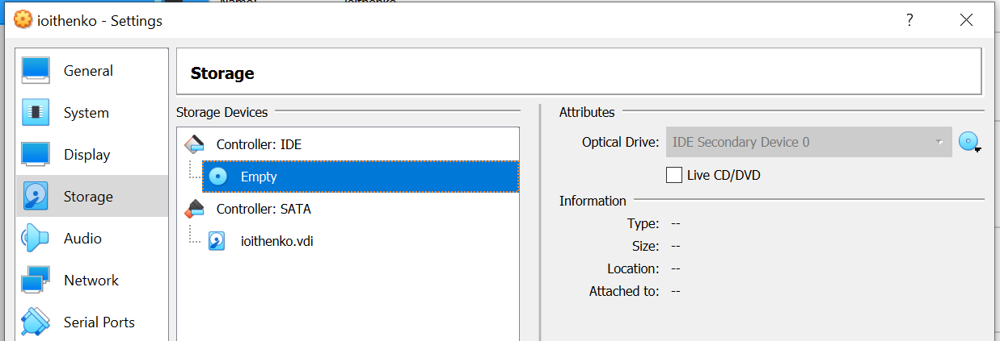 ioithenko - Settings
?
General
System
Display
Storage
Audio
Network
Serial Ports
Storage
Storage Devices
Controller: IDE
Empty
Controller: SATA
ioithenko.vdi
Attributes
Optical Drive: IDE Secondary Device 0
Live CD/DVD
Information
Type: --
Size: --
Location: --
Attached to: --